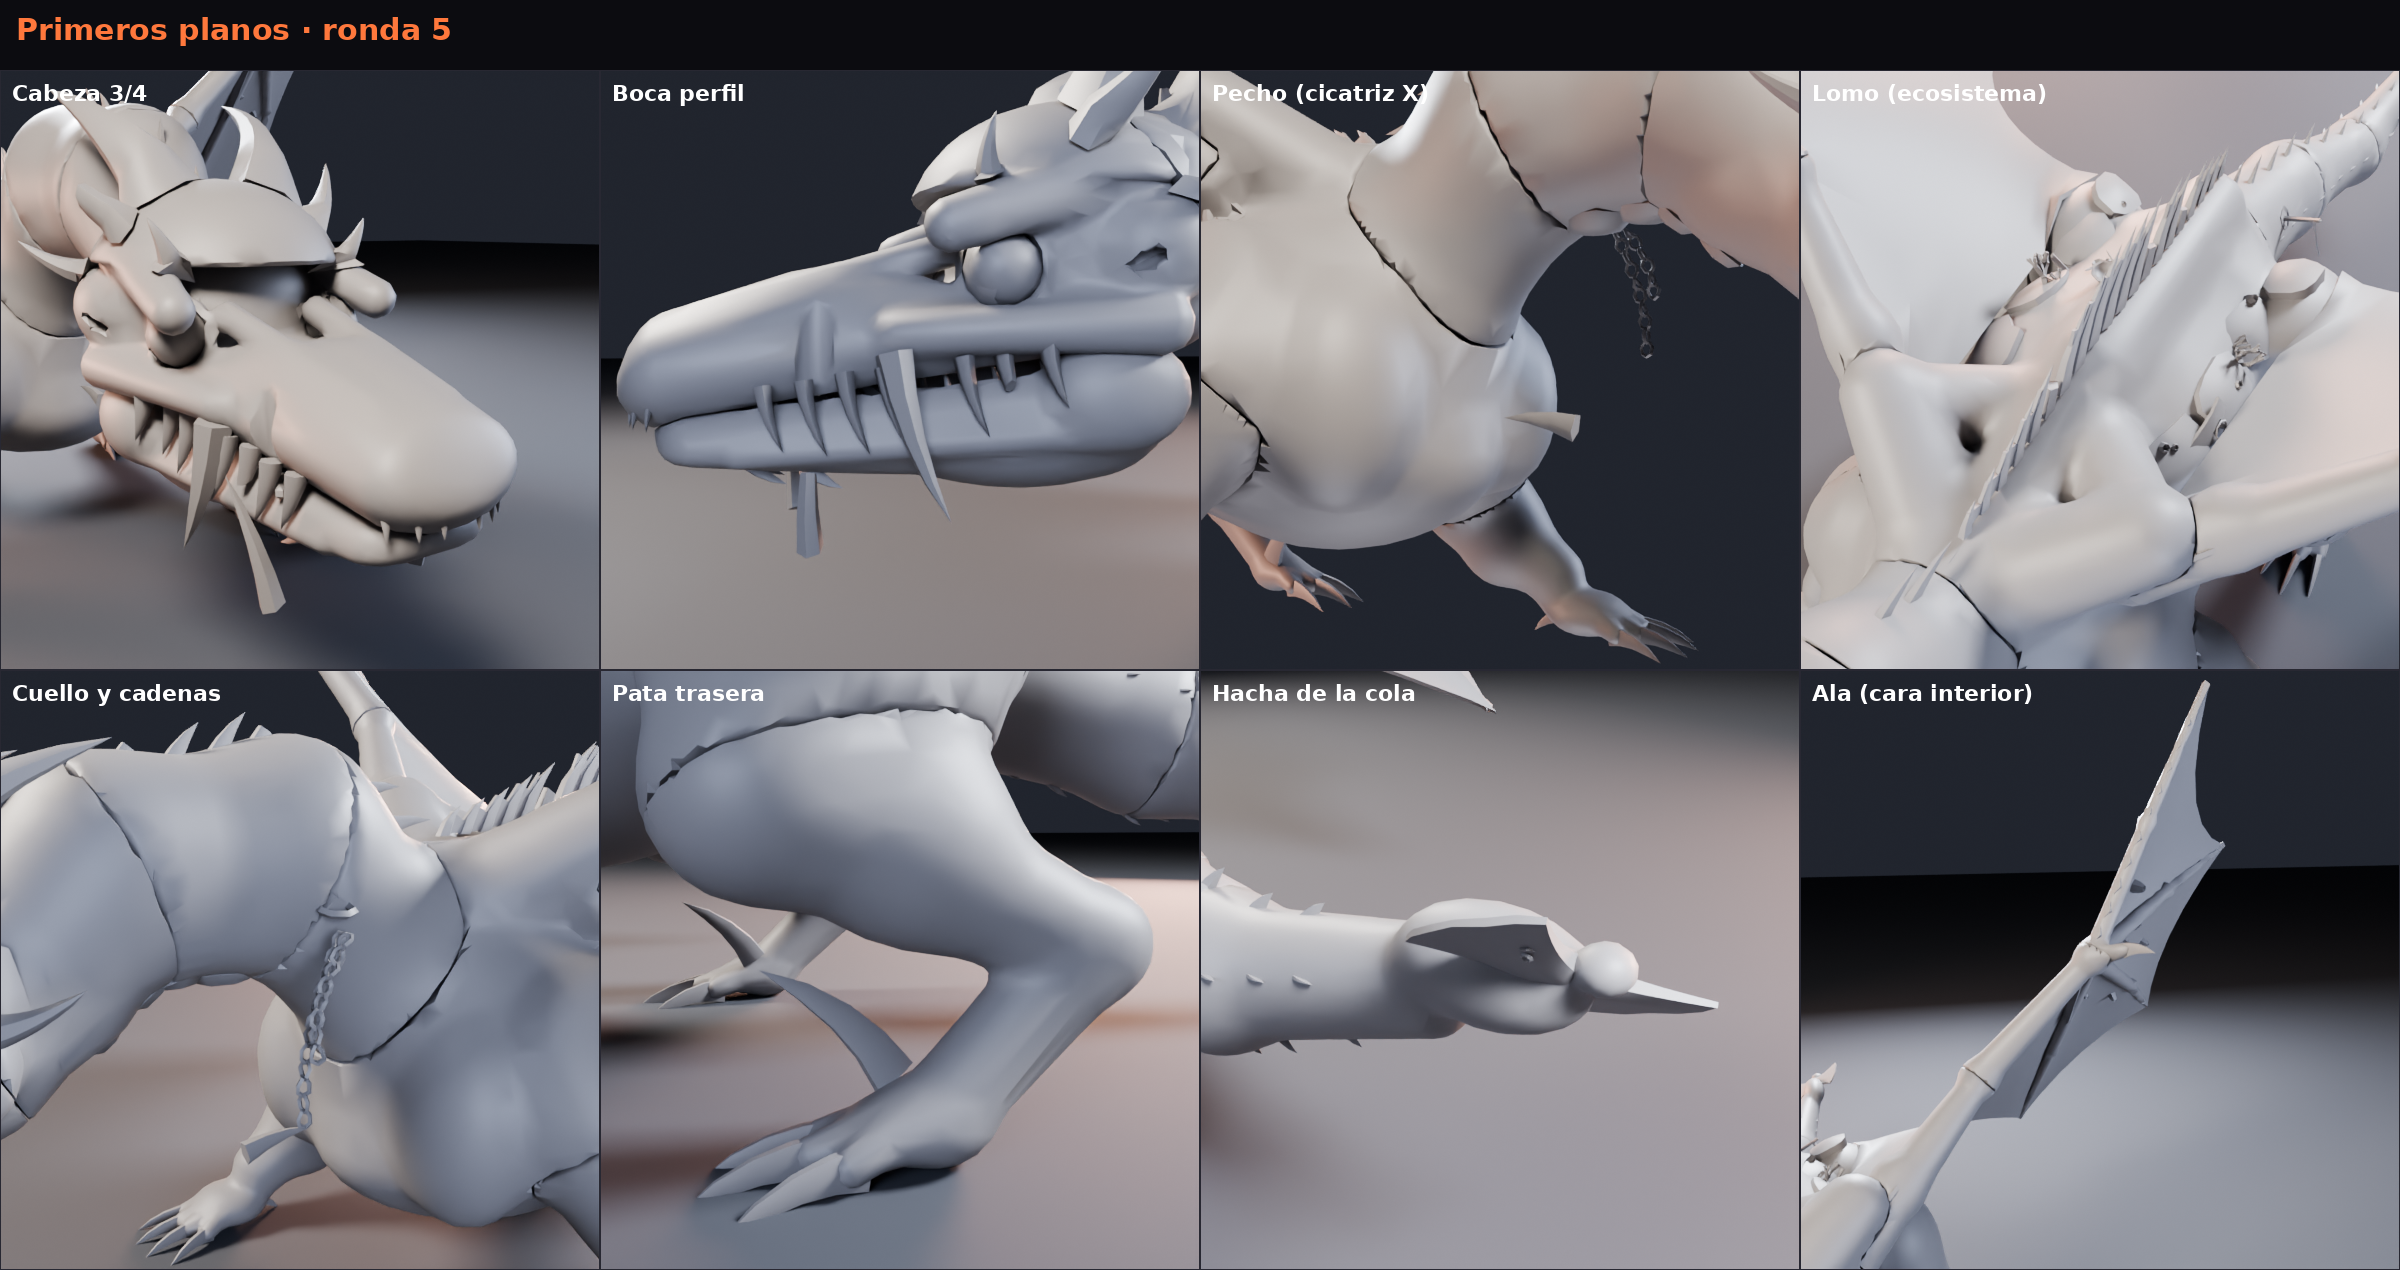 Primeros planos · ronda 5
Cabeza 3/4
Boca perfil
Pecho (cicatriz X)
Lomo (ecosistema)
Cuello y cadenas
Pata trasera
Hacha de la cola
Ala (cara interior)